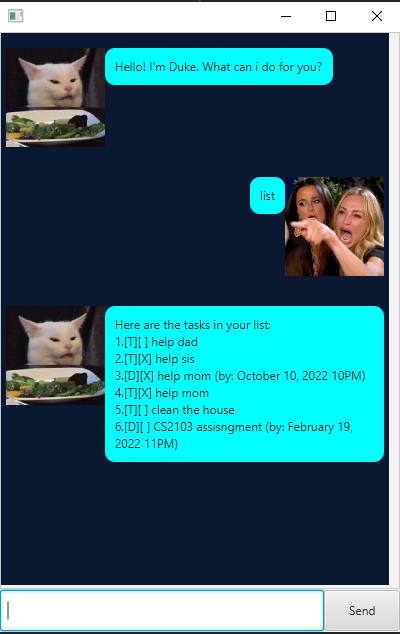 Hello! I'm Duke. What can i do for you?
list
Here are the tasks in your list:
1.[T][ ] help dad
2.[T][X] help sis
3.[D][X] help mom (by: October 10, 2022 10PM)
4.[T][X] help mom
5.[T][ ] clean the house
6.[D][ ] CS2103 assisngment (by: February 19,
2022 11PM)
Send